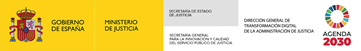 GOBIERNO
DE ESPAÑA
MINISTERIO
DE JUSTICIA
SECRETARÍA DE ESTADO
DE JUSTICIA
SECRETARÍA GENERAL
PARA LA INNOVACIÓN Y CALIDAD
DEL SERVICIO PÚBLICO DE JUSTICIA
DIRECCIÓN GENERAL DE
TRANSFORMACIÓN DIGITAL
DE LA ADMINISTRACIÓN DE JUSTICIA
AGENDA
2030